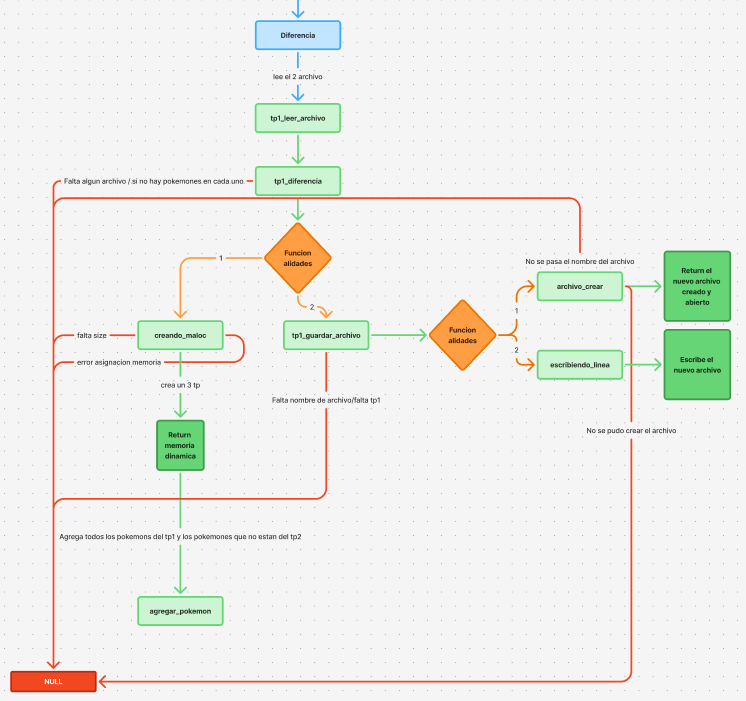 Diferencia
lee el 2 archivo
tp1_leer_archivo
Falta algun archivo /.si no hay pokemones en cada uno
tp1_diferencia
Funcion
alidades
1
2
No se pasa el nombre del archivo
archivo_crear
Return el
nuevo archivo
creado y
abierto
falta size
creando_maloc
error asignacion memoria
tp1_guardar_archivo
Funcion
alidades
1
2
escribiendo_linea
Escribe el
nuevo archivo
crea un 3 tp
Falta nombre de archivo/falta tp1
Return
memoria
dinamica
No se pudo crear el archivo
Agrega todos los pokemons del tp1 y los pokemones que no estan del tp2
agregar_pokemon
NULL